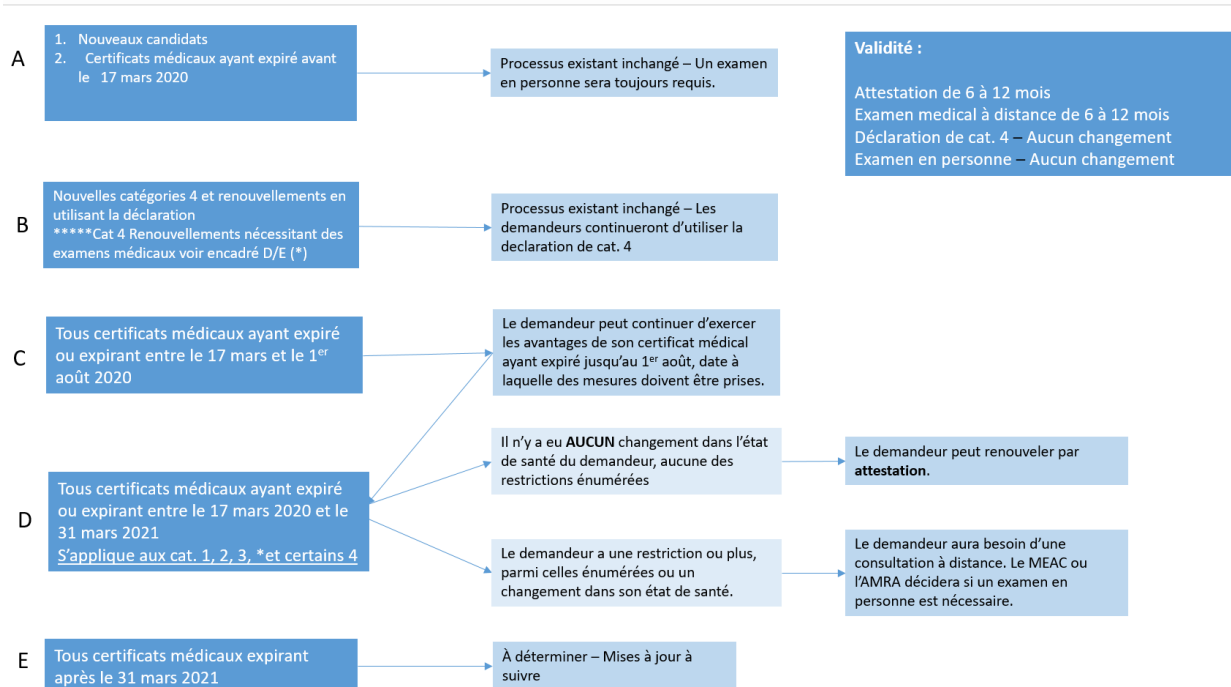 A
1. Nouveaux candidats
2. Certificats médicaux ayant expiré avant
le 17 mars 2020
Processus existant inchangé – Un examen
en personne sera toujours requis.
Validité :
Attestation de 6 à 12 mois
Examen medical à distance de 6 à 12 mois
Déclaration de cat. 4 – Aucun changement
Examen en personne – Aucun changement
B
Nouvelles catégories 4 et renouvellements en
utilisant la déclaration
*****Cat 4 Renouvellements nécessitant des
examens médicaux voir encadré D/E (*)
Processus existant inchangé – Les
demandeurs continueront d'utiliser la
declaration de cat. 4
C
Tous certificats médicaux ayant expiré
ou expirant entre le 17 mars et le 1er
août 2020
Le demandeur peut continuer d'exercer
les avantages de son certificat médical
ayant expiré jusqu'au 1er août, date à
laquelle des mesures doivent être prises.
D
Tous certificats médicaux ayant expiré
ou expirant entre le 17 mars 2020 et le
31 mars 2021
S'applique aux cat. 1, 2, 3, *et certains 4
Il n'y a eu AUCUN changement dans l'état
de santé du demandeur, aucune des
restrictions énumérées
Le demandeur peut renouveler par
attestation.
Le demandeur a une restriction ou plus,
parmi celles énumérées ou un
changement dans son état de santé.
Le demandeur aura besoin d'une
consultation à distance. Le MEAC ou
l'AMRA décidera si un examen en
personne est nécessaire.
E
Tous certificats médicaux expirant
après le 31 mars 2021
À déterminer – Mises à jour à
suivre